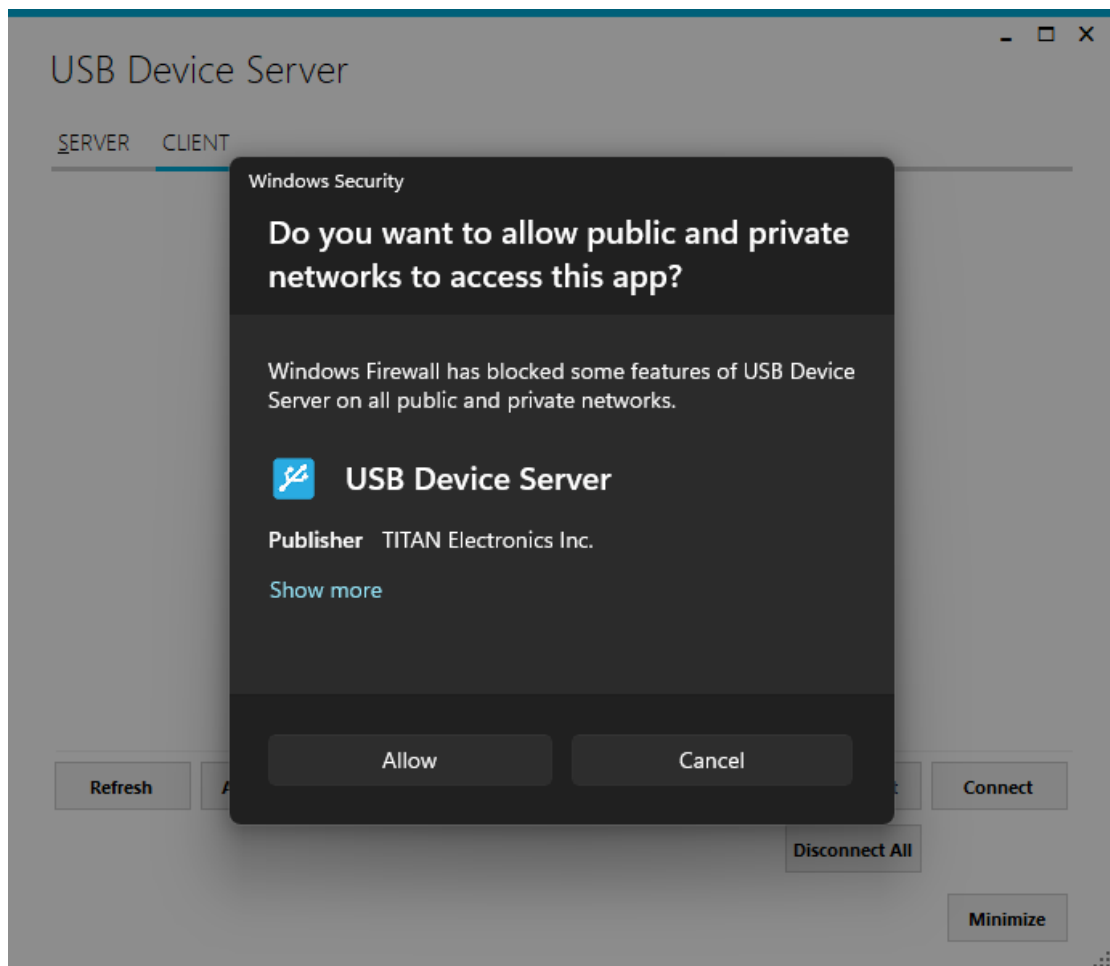 USB Device Server
SERVER CLIENT
Windows Security
Do you want to allow public and private
networks to access this app?
Windows Firewall has blocked some features of USB Device
Server on all public and private networks.
USB Device Server
Publisher TITAN Electronics Inc.
Show more
Allow Cancel
Refresh Connect
Disconnect All
Minimize